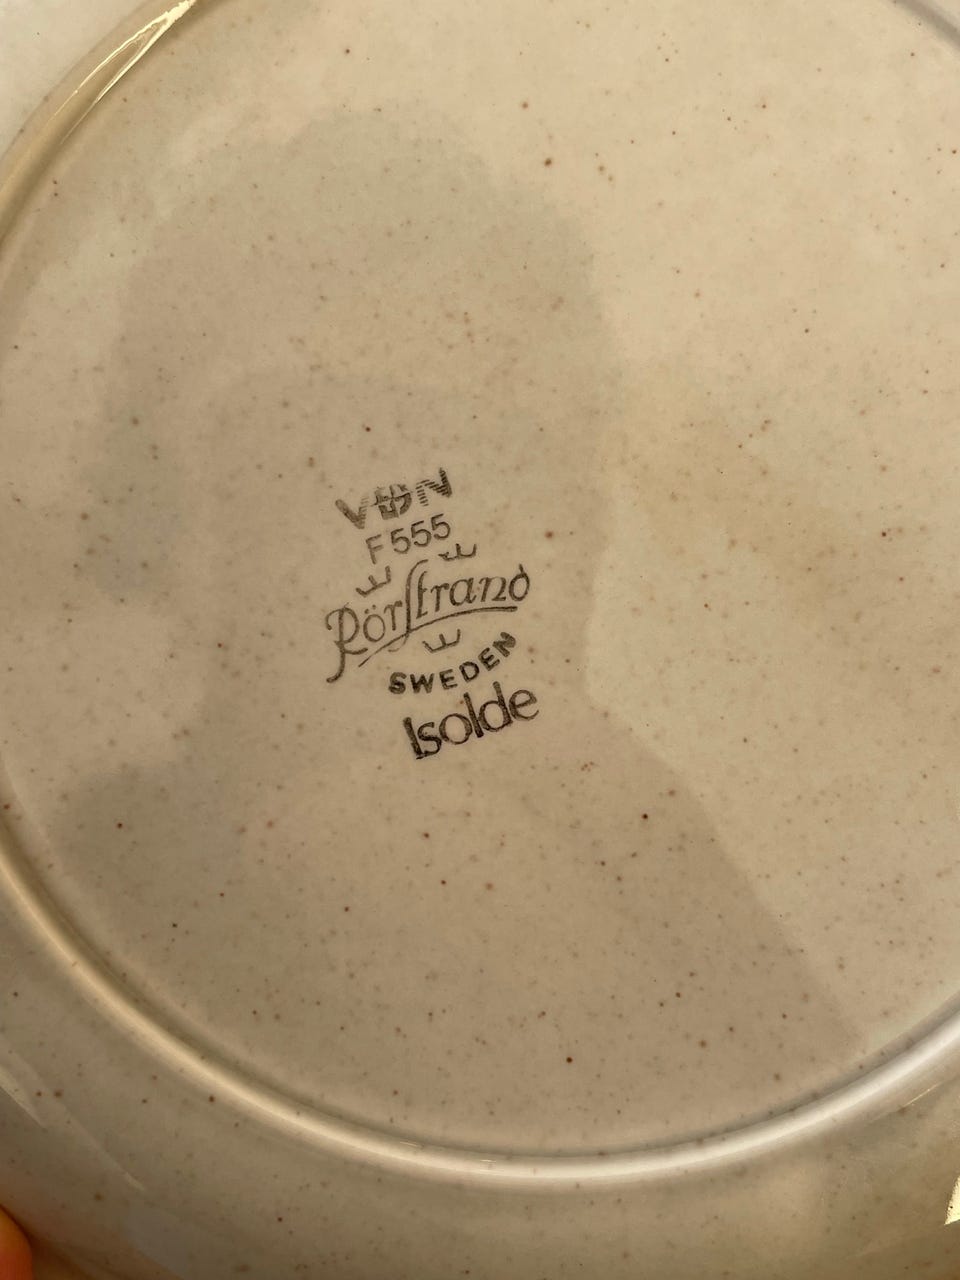 VDN
F555
Rörstrand
SWEDEN
Isolde